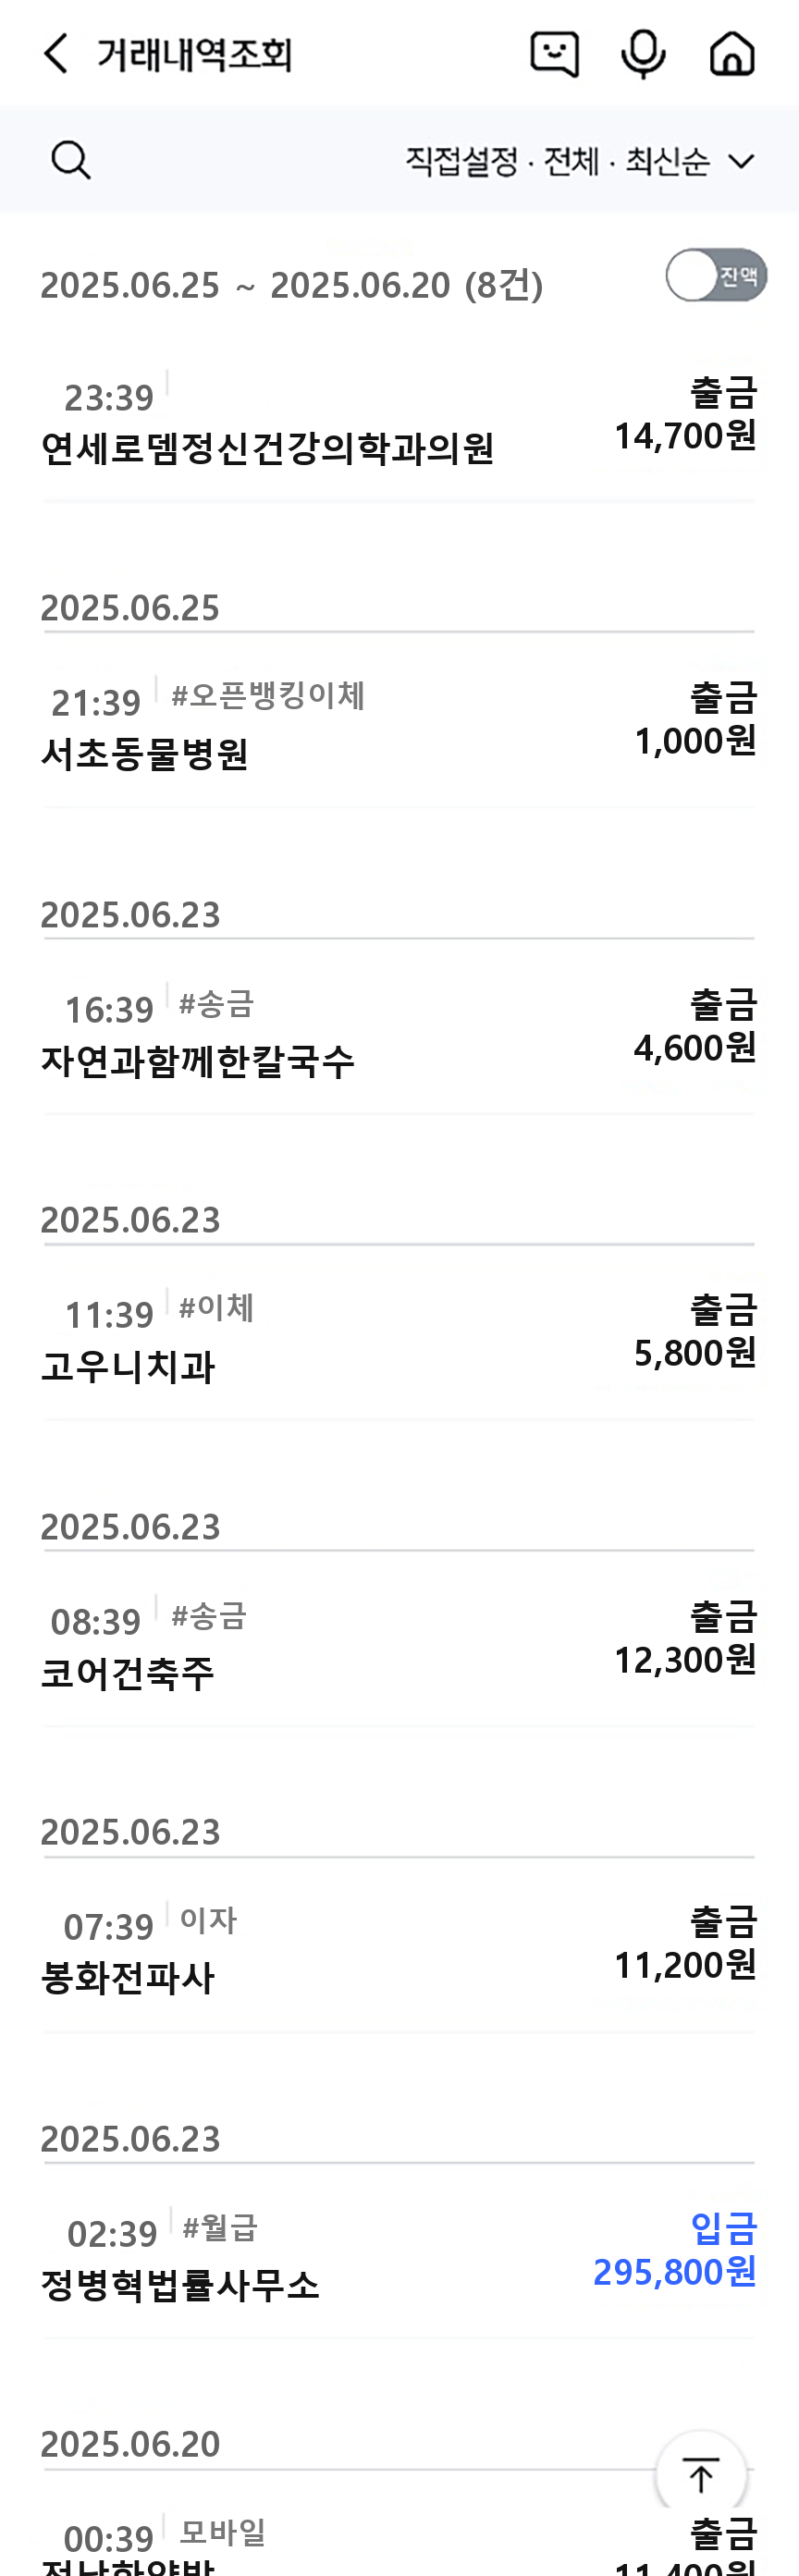 거래내역조회
직접설정 · 전체 · 최신순
2025.06.25 ~ 2025.06.20 (8건)
잔액
23:39
출금
연세로뎀정신건강의학과의원
14,700원
2025.06.25
21:39 #오픈뱅킹이체
출금
서초동물병원
1,000원
2025.06.23
16:39 #송금
출금
자연과함께한칼국수
4,600원
2025.06.23
11:39 #이체
출금
고우니치과
5,800원
2025.06.23
08:39 #송금
출금
코어건축주
12,300원
2025.06.23
07:39 이자
출금
봉화전파사
11,200원
2025.06.23
02:39 #월급
입금
정병혁법률사무소
295,800원
2025.06.20
00:39 모바일
출금
11,400원